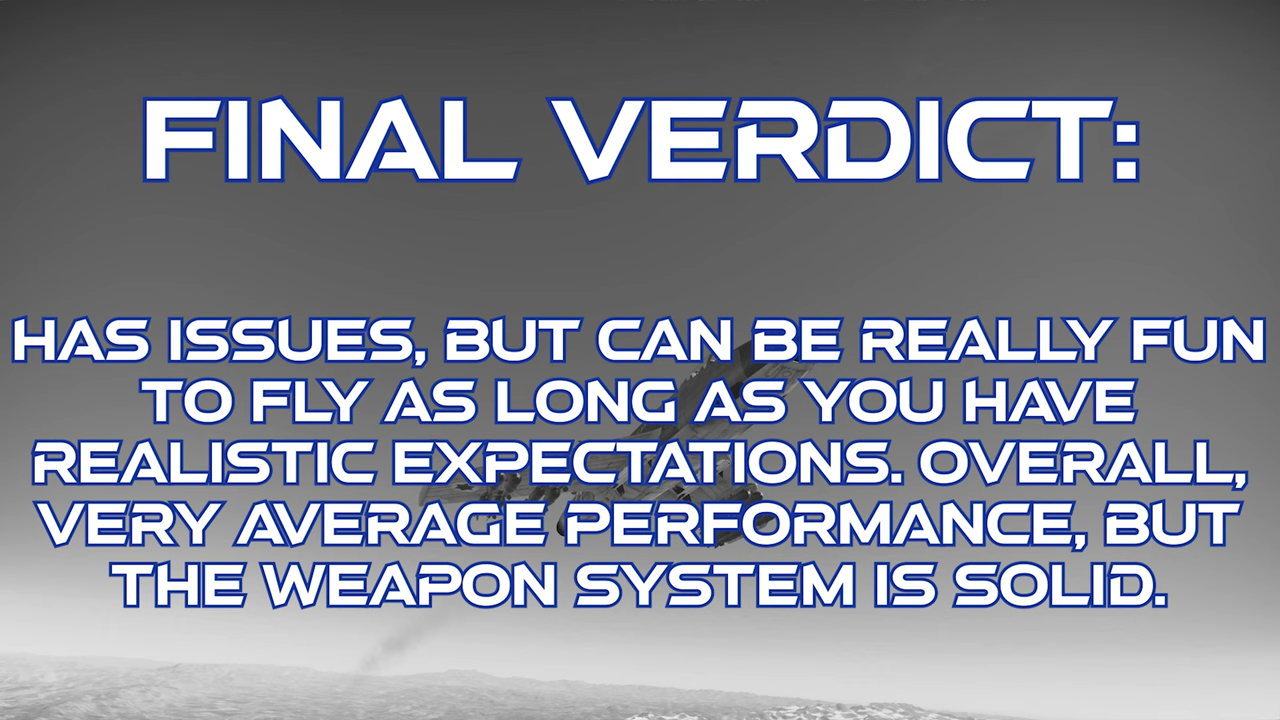 FINAL VERDICT:
HAS ISSUES, BUT CAN BE REALLY FUN
TO FLY AS LONG AS YOU HAVE
REALISTIC EXPECTATIONS. OVERALL,
VERY AVERAGE PERFORMANCE, BUT
THE WEAPON SYSTEM IS SOLID.